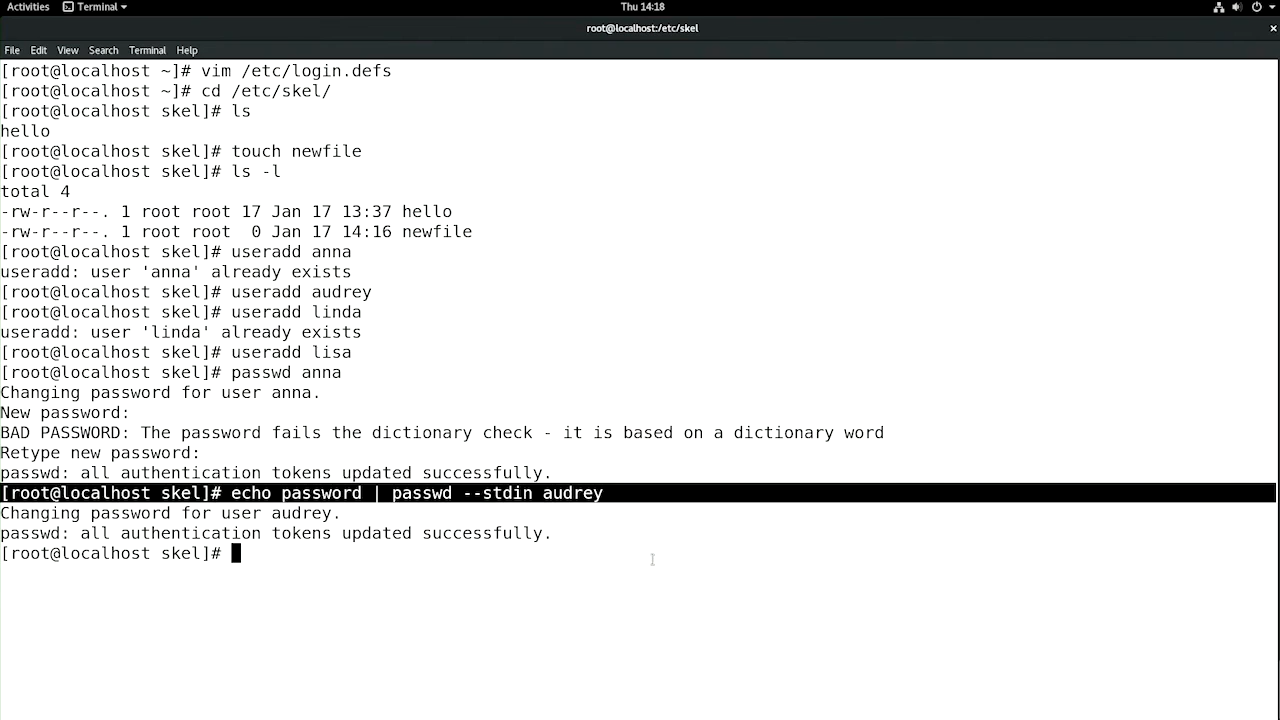 Activities Terminal Thu 14:18
root@localhost:/etc/skel ×
File Edit View Search Terminal Help
[root@localhost ~]# vim /etc/login.defs
[root@localhost ~]# cd /etc/skel/
[root@localhost skel]# ls
hello
[root@localhost skel]# touch newfile
[root@localhost skel]# ls -l
total 4
-rw-r--r--. 1 root root 17 Jan 17 13:37 hello
-rw-r--r--. 1 root root  0 Jan 17 14:16 newfile
[root@localhost skel]# useradd anna
useradd: user 'anna' already exists
[root@localhost skel]# useradd audrey
[root@localhost skel]# useradd linda
useradd: user 'linda' already exists
[root@localhost skel]# useradd lisa
[root@localhost skel]# passwd anna
Changing password for user anna.
New password:
BAD PASSWORD: The password fails the dictionary check - it is based on a dictionary word
Retype new password:
passwd: all authentication tokens updated successfully.
[root@localhost skel]# echo password | passwd --stdin audrey
Changing password for user audrey.
passwd: all authentication tokens updated successfully.
[root@localhost skel]#